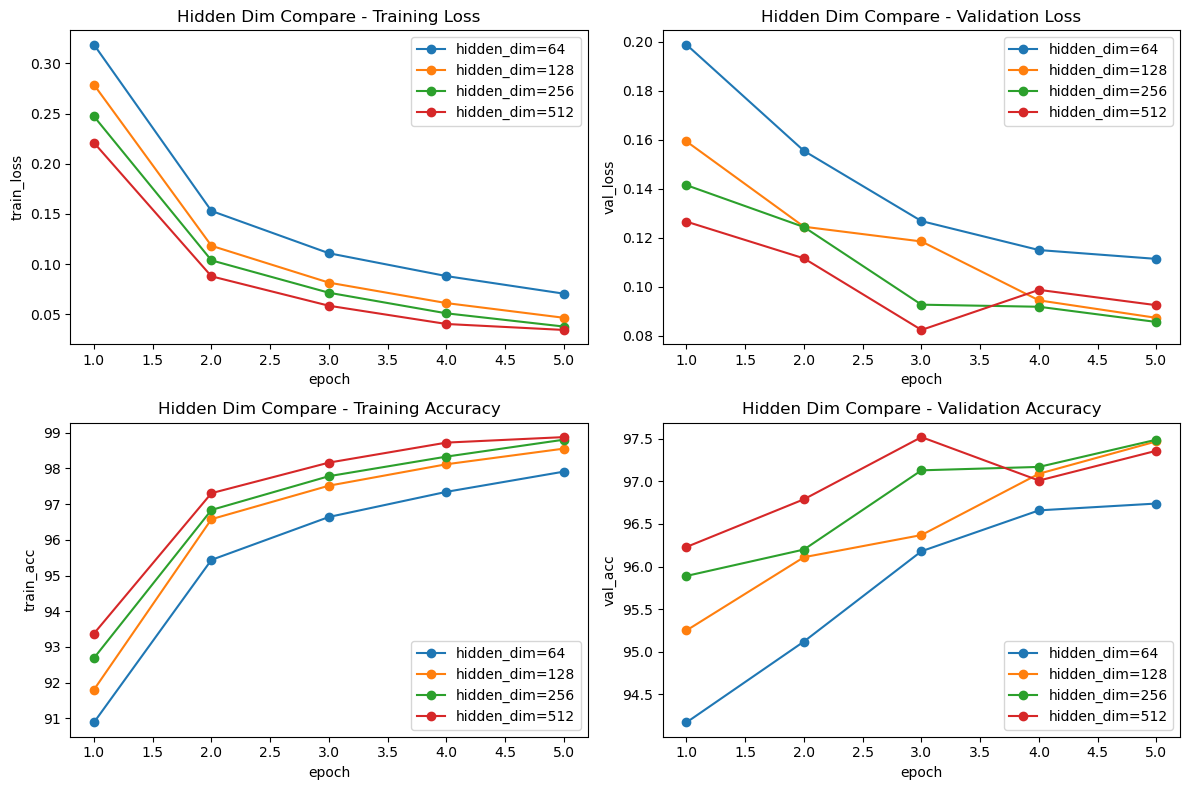 Hidden Dim Compare - Training Loss
train_loss
0.30
0.25
0.20
0.15
0.10
0.05
hidden_dim=64
hidden_dim=128
hidden_dim=256
hidden_dim=512
1.0 1.5 2.0 2.5 3.0 3.5 4.0 4.5 5.0
epoch
Hidden Dim Compare - Validation Loss
val_loss
0.20
0.18
0.16
0.14
0.12
0.10
0.08
hidden_dim=64
hidden_dim=128
hidden_dim=256
hidden_dim=512
1.0 1.5 2.0 2.5 3.0 3.5 4.0 4.5 5.0
epoch
Hidden Dim Compare - Training Accuracy
train_acc
99
98
97
96
95
94
93
92
91
hidden_dim=64
hidden_dim=128
hidden_dim=256
hidden_dim=512
1.0 1.5 2.0 2.5 3.0 3.5 4.0 4.5 5.0
epoch
Hidden Dim Compare - Validation Accuracy
val_acc
97.5
97.0
96.5
96.0
95.5
95.0
94.5
hidden_dim=64
hidden_dim=128
hidden_dim=256
hidden_dim=512
1.0 1.5 2.0 2.5 3.0 3.5 4.0 4.5 5.0
epoch